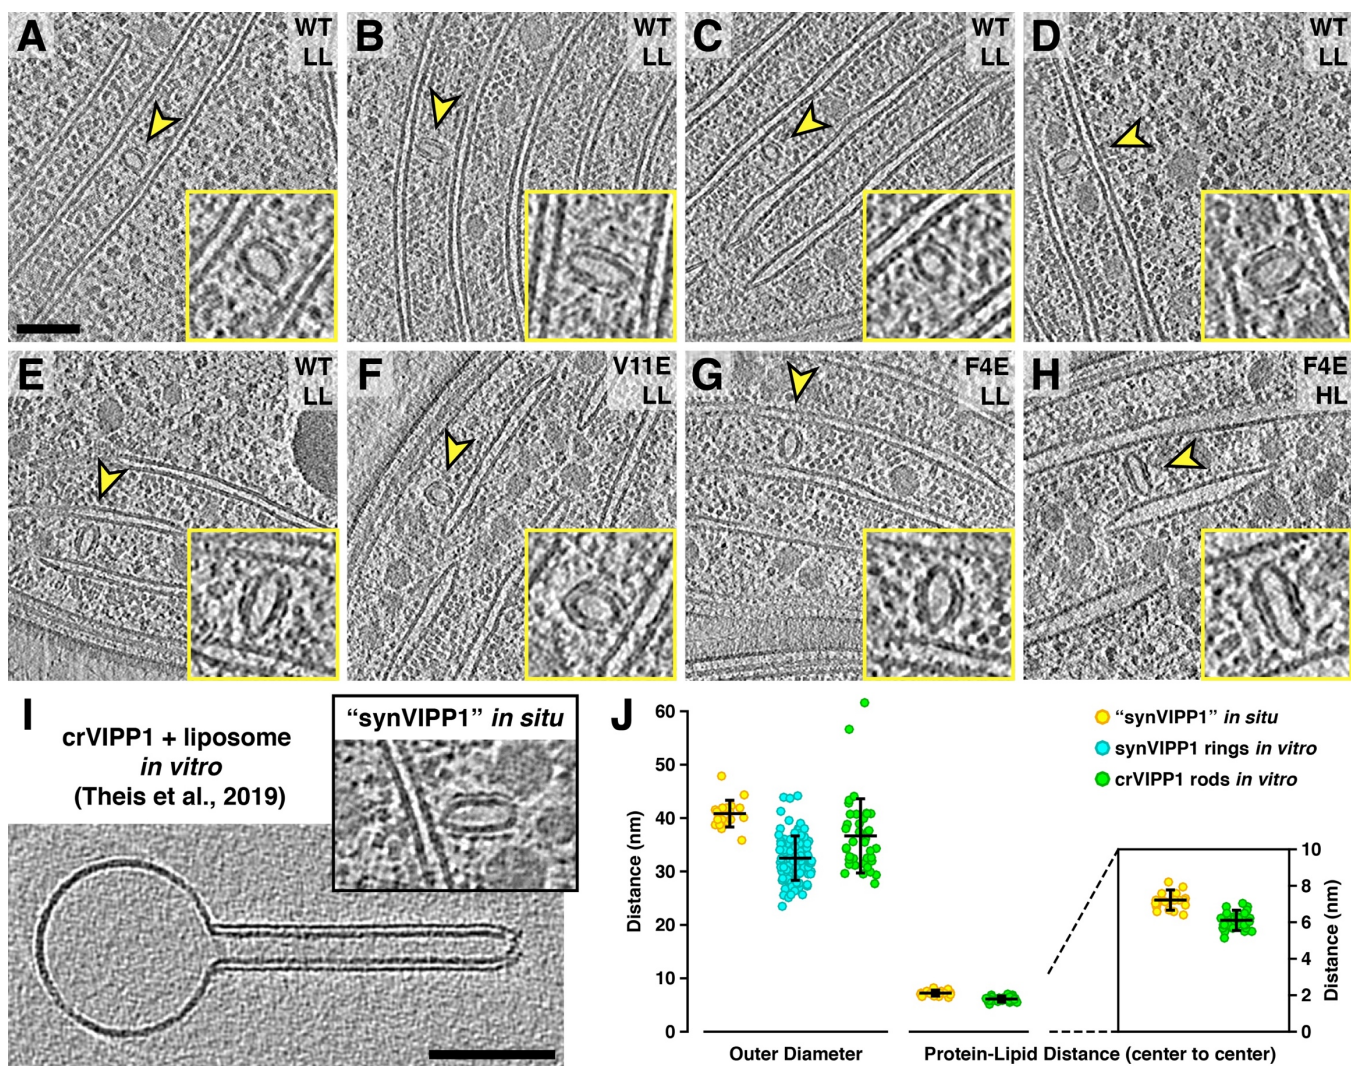 A
WT
LL
B
WT
LL
C
WT
LL
D
WT
LL
E
WT
LL
F
V11E
LL
G
F4E
LL
H
F4E
HL
I
crVIPP1 + liposome
in vitro
(Theis et al., 2019)
“synVIPP1” in situ
J
“synVIPP1” in situ
synVIPP1 rings in vitro
crVIPP1 rods in vitro
Distance (nm)
60
50
40
30
20
10
0
10
8
6
4
2
0
Distance (nm)
Outer Diameter
Protein-Lipid Distance (center to center)